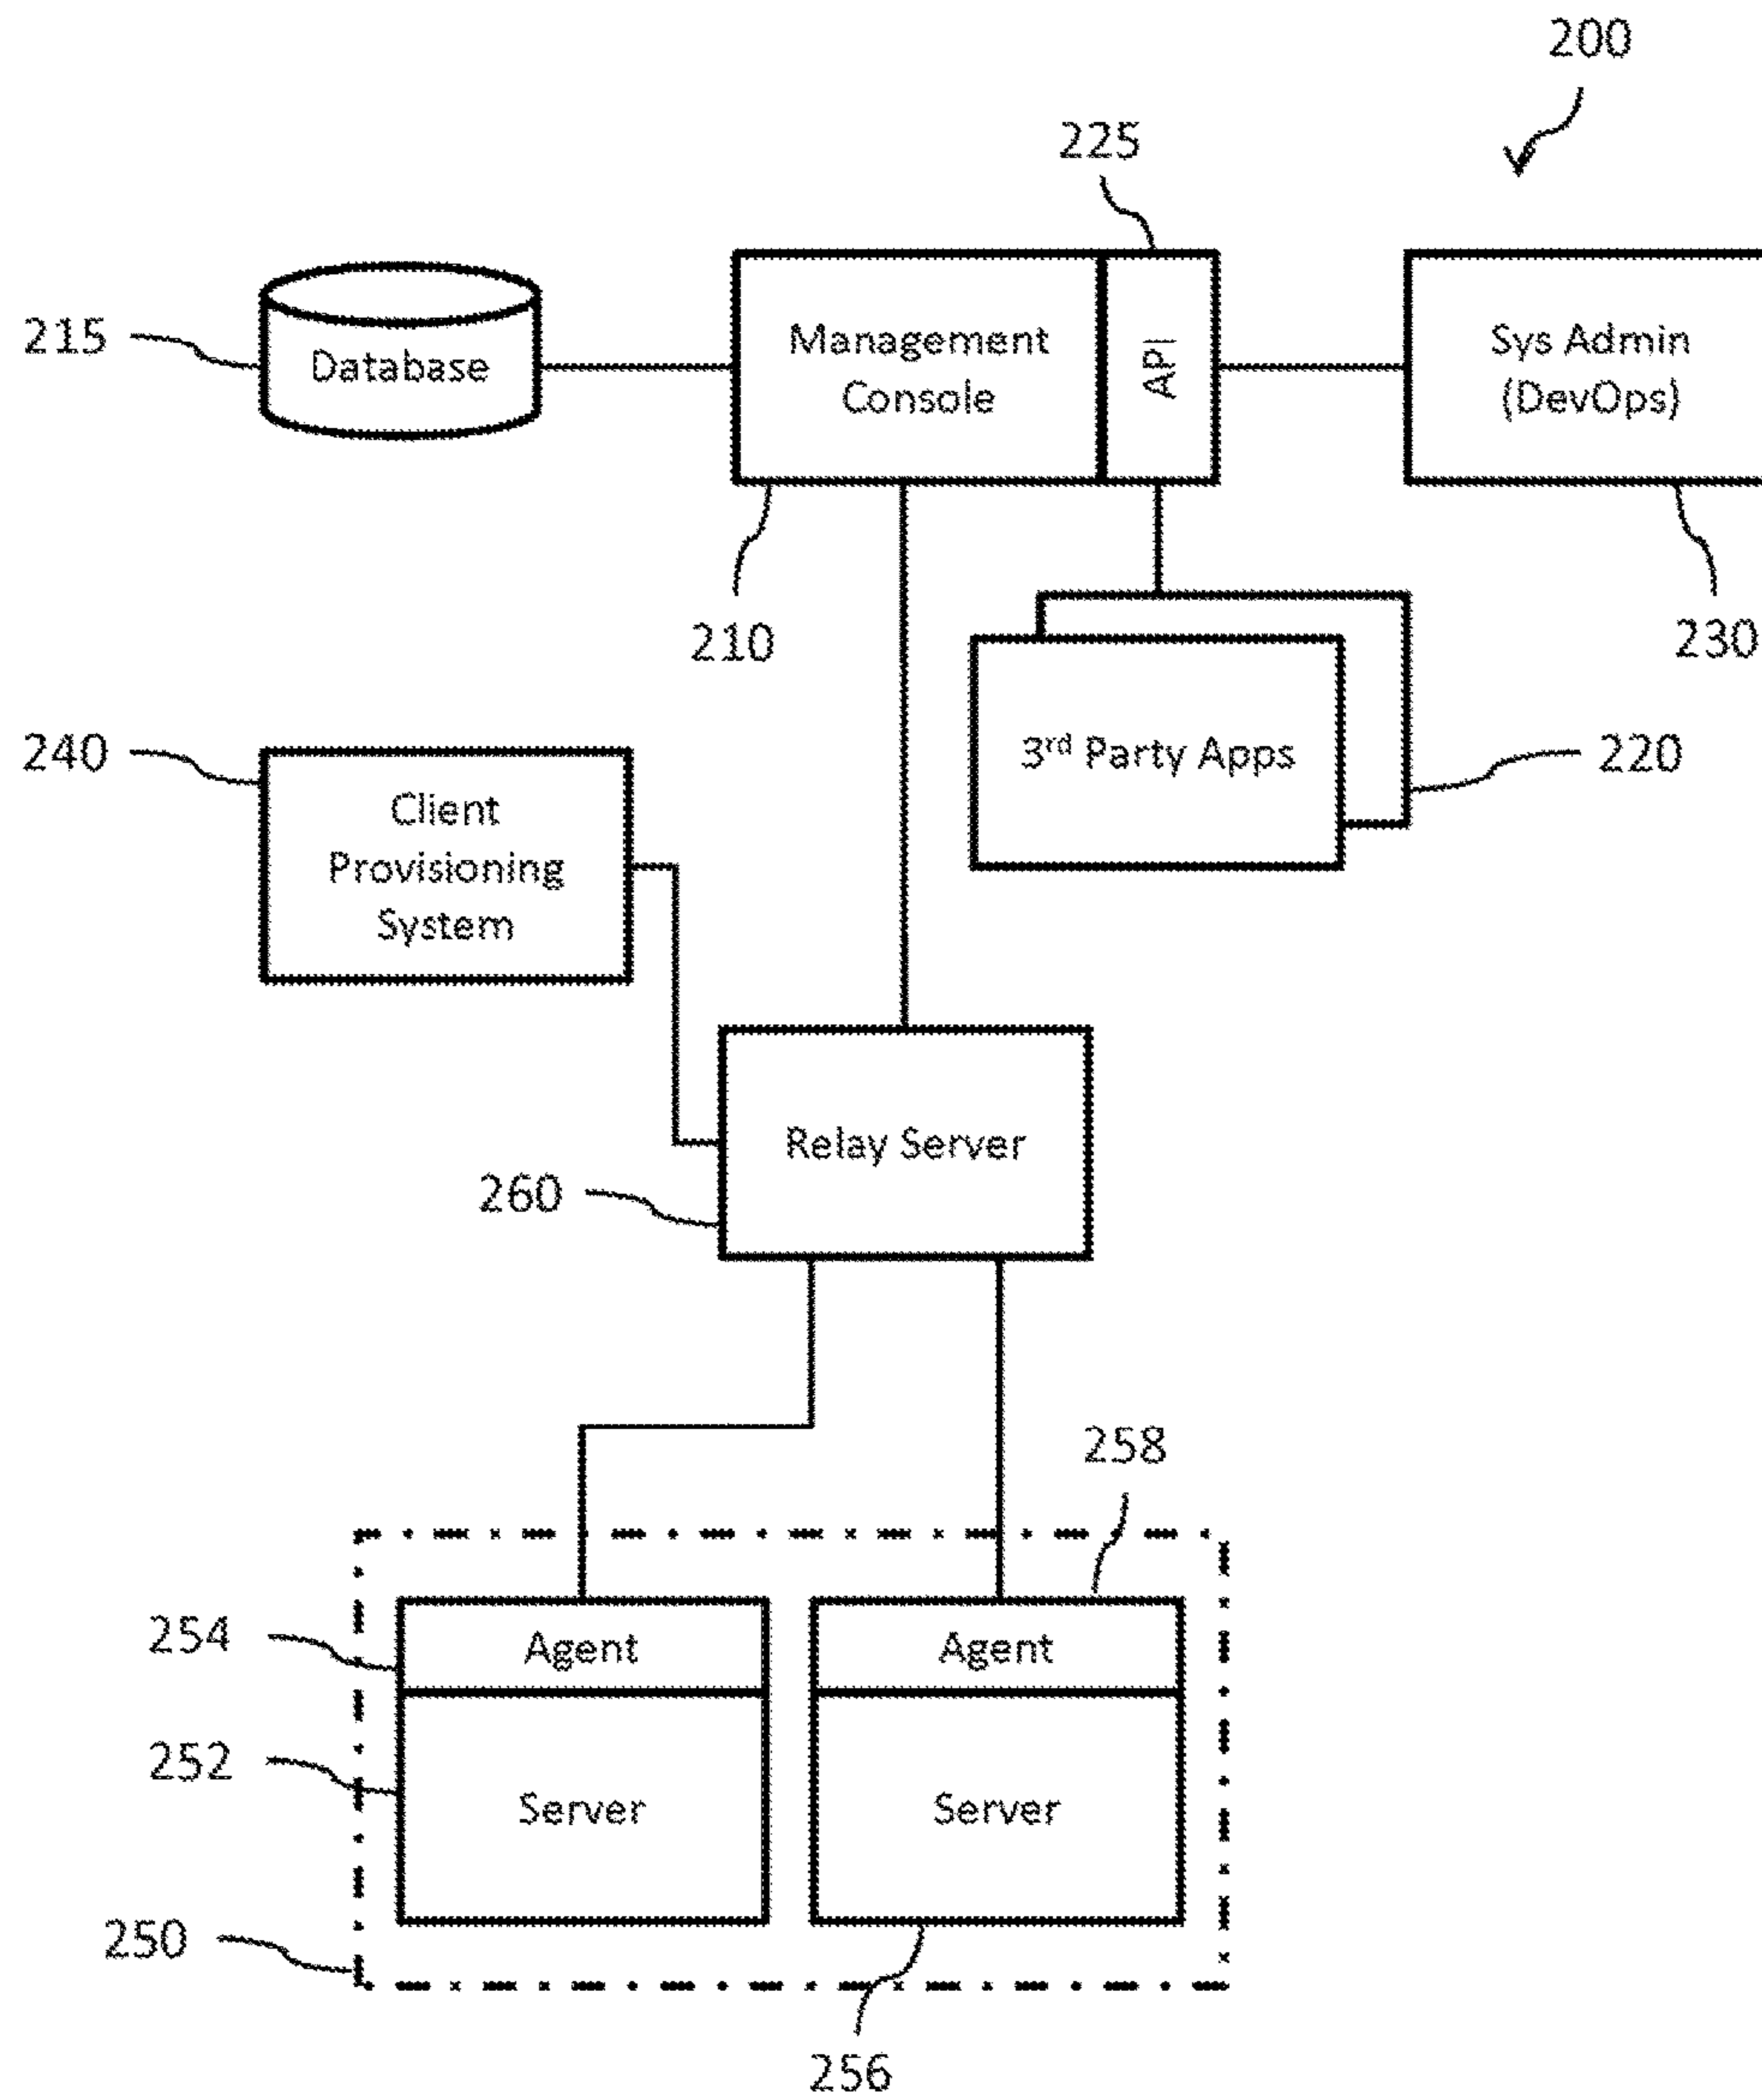 200
225
215
Database
Management
Console
API
Sys Admin
(DevOps)
210
230
240
Client
Provisioning
System
3rd Party Apps
220
Relay Server
260
258
254
Agent
Agent
252
Server
Server
250
256